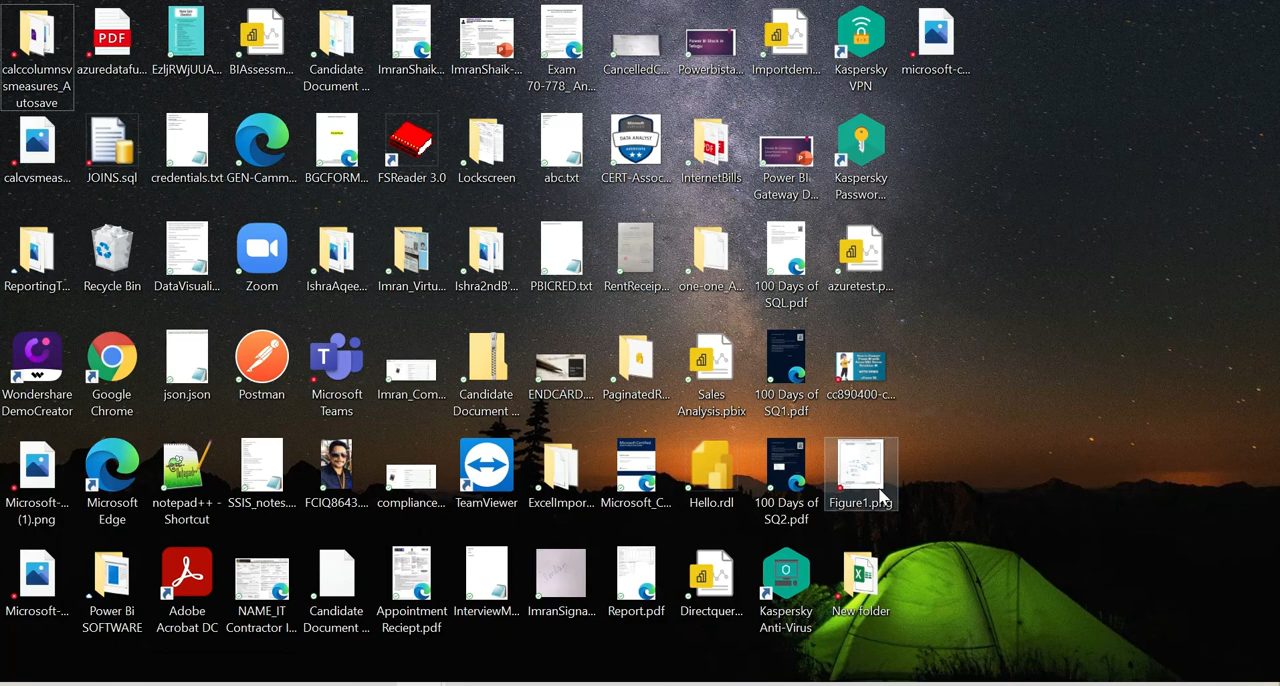 calccolumnsv
smeasures_A
utosave
azuredatafu...
EzljRWjUUA...
BIAssessm...
Candidate
Document ...
ImranShaik...
ImranShaik-...
Exam
70-778_ An...
CancelledC...
Powerbista...
Importdem...
Kaspersky
VPN
microsoft-c...
calcvsmeas...
JOINS.sql
credentials.txt
GEN-Camm...
BGCFORM...
FSReader 3.0
Lockscreen
abc.txt
CERT-Assoc...
InternetBills
Power BI
Gateway D...
Kaspersky
Passwor...
ReportingT...
Recycle Bin
DataVisuali...
Zoom
IshraAqee...
Imran_Virtu...
Ishra2ndB'...
PBICRED.txt
RentReceip...
one-one_A...
100 Days of
SQL.pdf
azuretest.p...
Wondershare
DemoCreator
Google
Chrome
json.json
Postman
Microsoft
Teams
Imran_Com...
Candidate
Document ...
ENDCARD....
PaginatedR...
Sales
Analysis.pbix
100 Days of
SQ1.pdf
cc890400-c...
Microsoft-...
(1).png
Microsoft
Edge
notepad++ -
Shortcut
SSIS_notes....
FCIQ8643....
compliance...
TeamViewer
ExcelImpor...
Microsoft_C...
Hello.rdl
100 Days of
SQ2.pdf
Figure1.png
Microsoft-...
Power Bi
SOFTWARE
Adobe
Acrobat DC
NAME_IT
Contractor I...
Candidate
Document ...
Appointment
Reciept.pdf
InterviewM...
ImranSigna...
Report.pdf
Directquer...
Kaspersky
Anti-Virus
New folder
PDF
DATA ANALYST